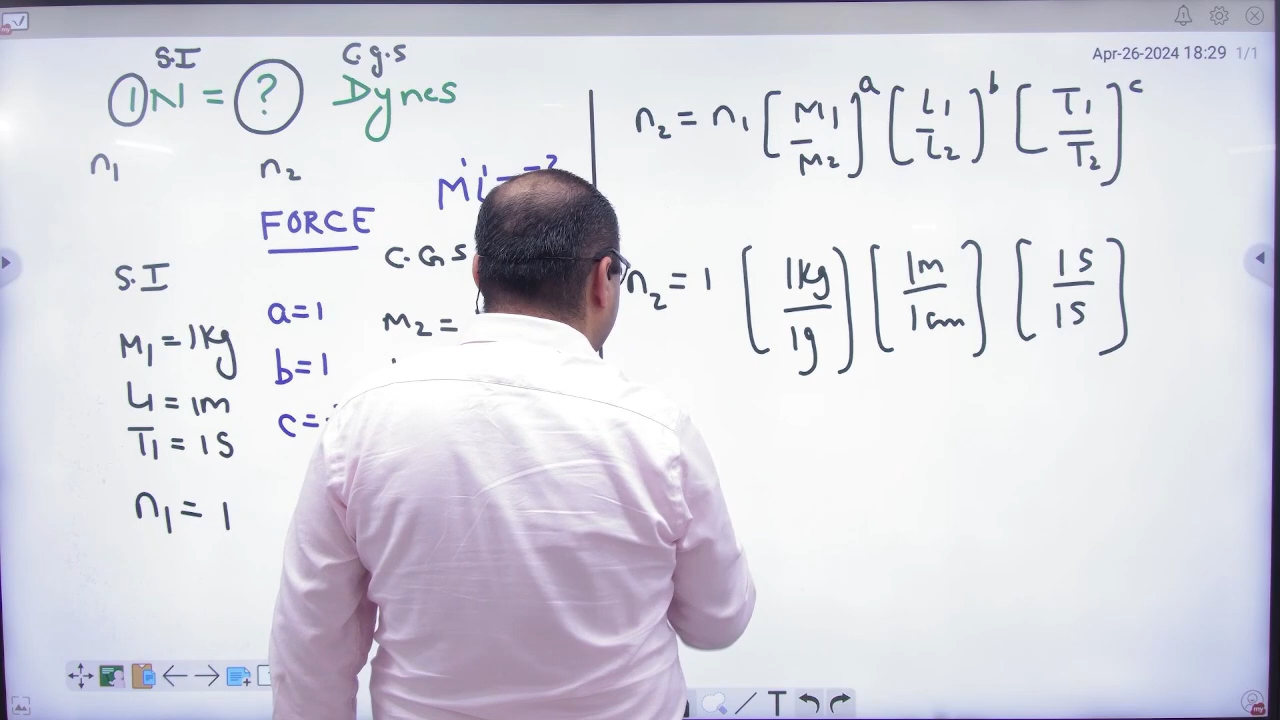 Apr-26-2024 18:29 1/1
S.I C.g.s
1N = ? Dynes
n1 n2
FORCE
S.I C.G.S
M1 = 1kg
L1 = 1m
T1 = 1S
n1 = 1
a=1
b=1
c=
M2 =
n2 = n1 [M1/M2]^a [L1/L2]^b [T1/T2]^c
n2 = 1 [1kg/1g] [1m/1cm] [1S/1S]
T